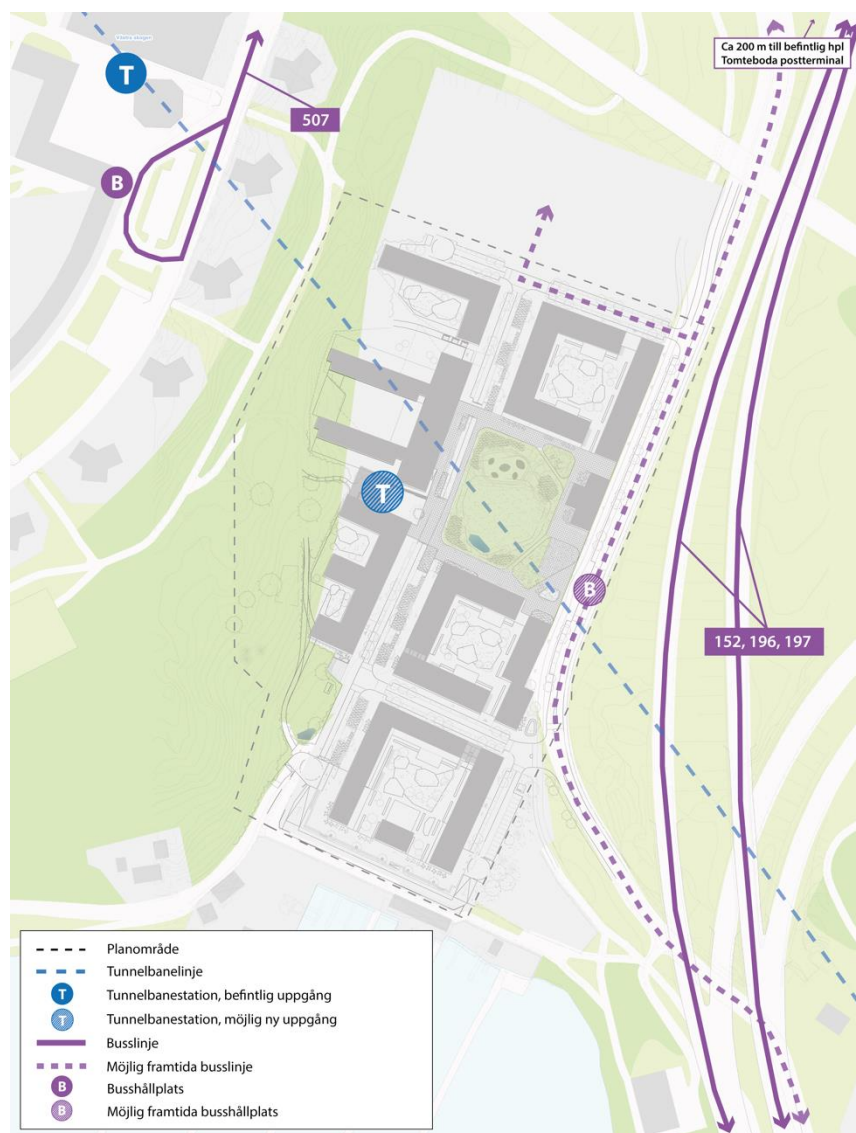 Ca 200 m till befintlig hpl
Tomteboda postterminal
T
507
B
T
B
152, 196, 197
Planområde
Tunnelbanelinje
T Tunnelbanestation, befintlig uppgång
T Tunnelbanestation, möjlig ny uppgång
Busslinje
Möjlig framtida busslinje
B Busshållplats
B Möjlig framtida busshållplats